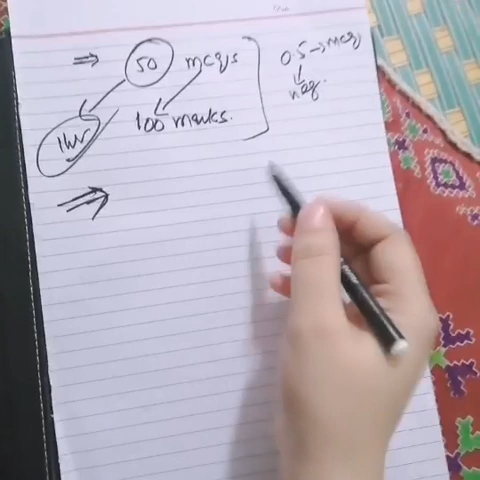 ⇒ 50 mcqs
1hr 100 marks.
⇒
0.5 → mcq
↓
neg.